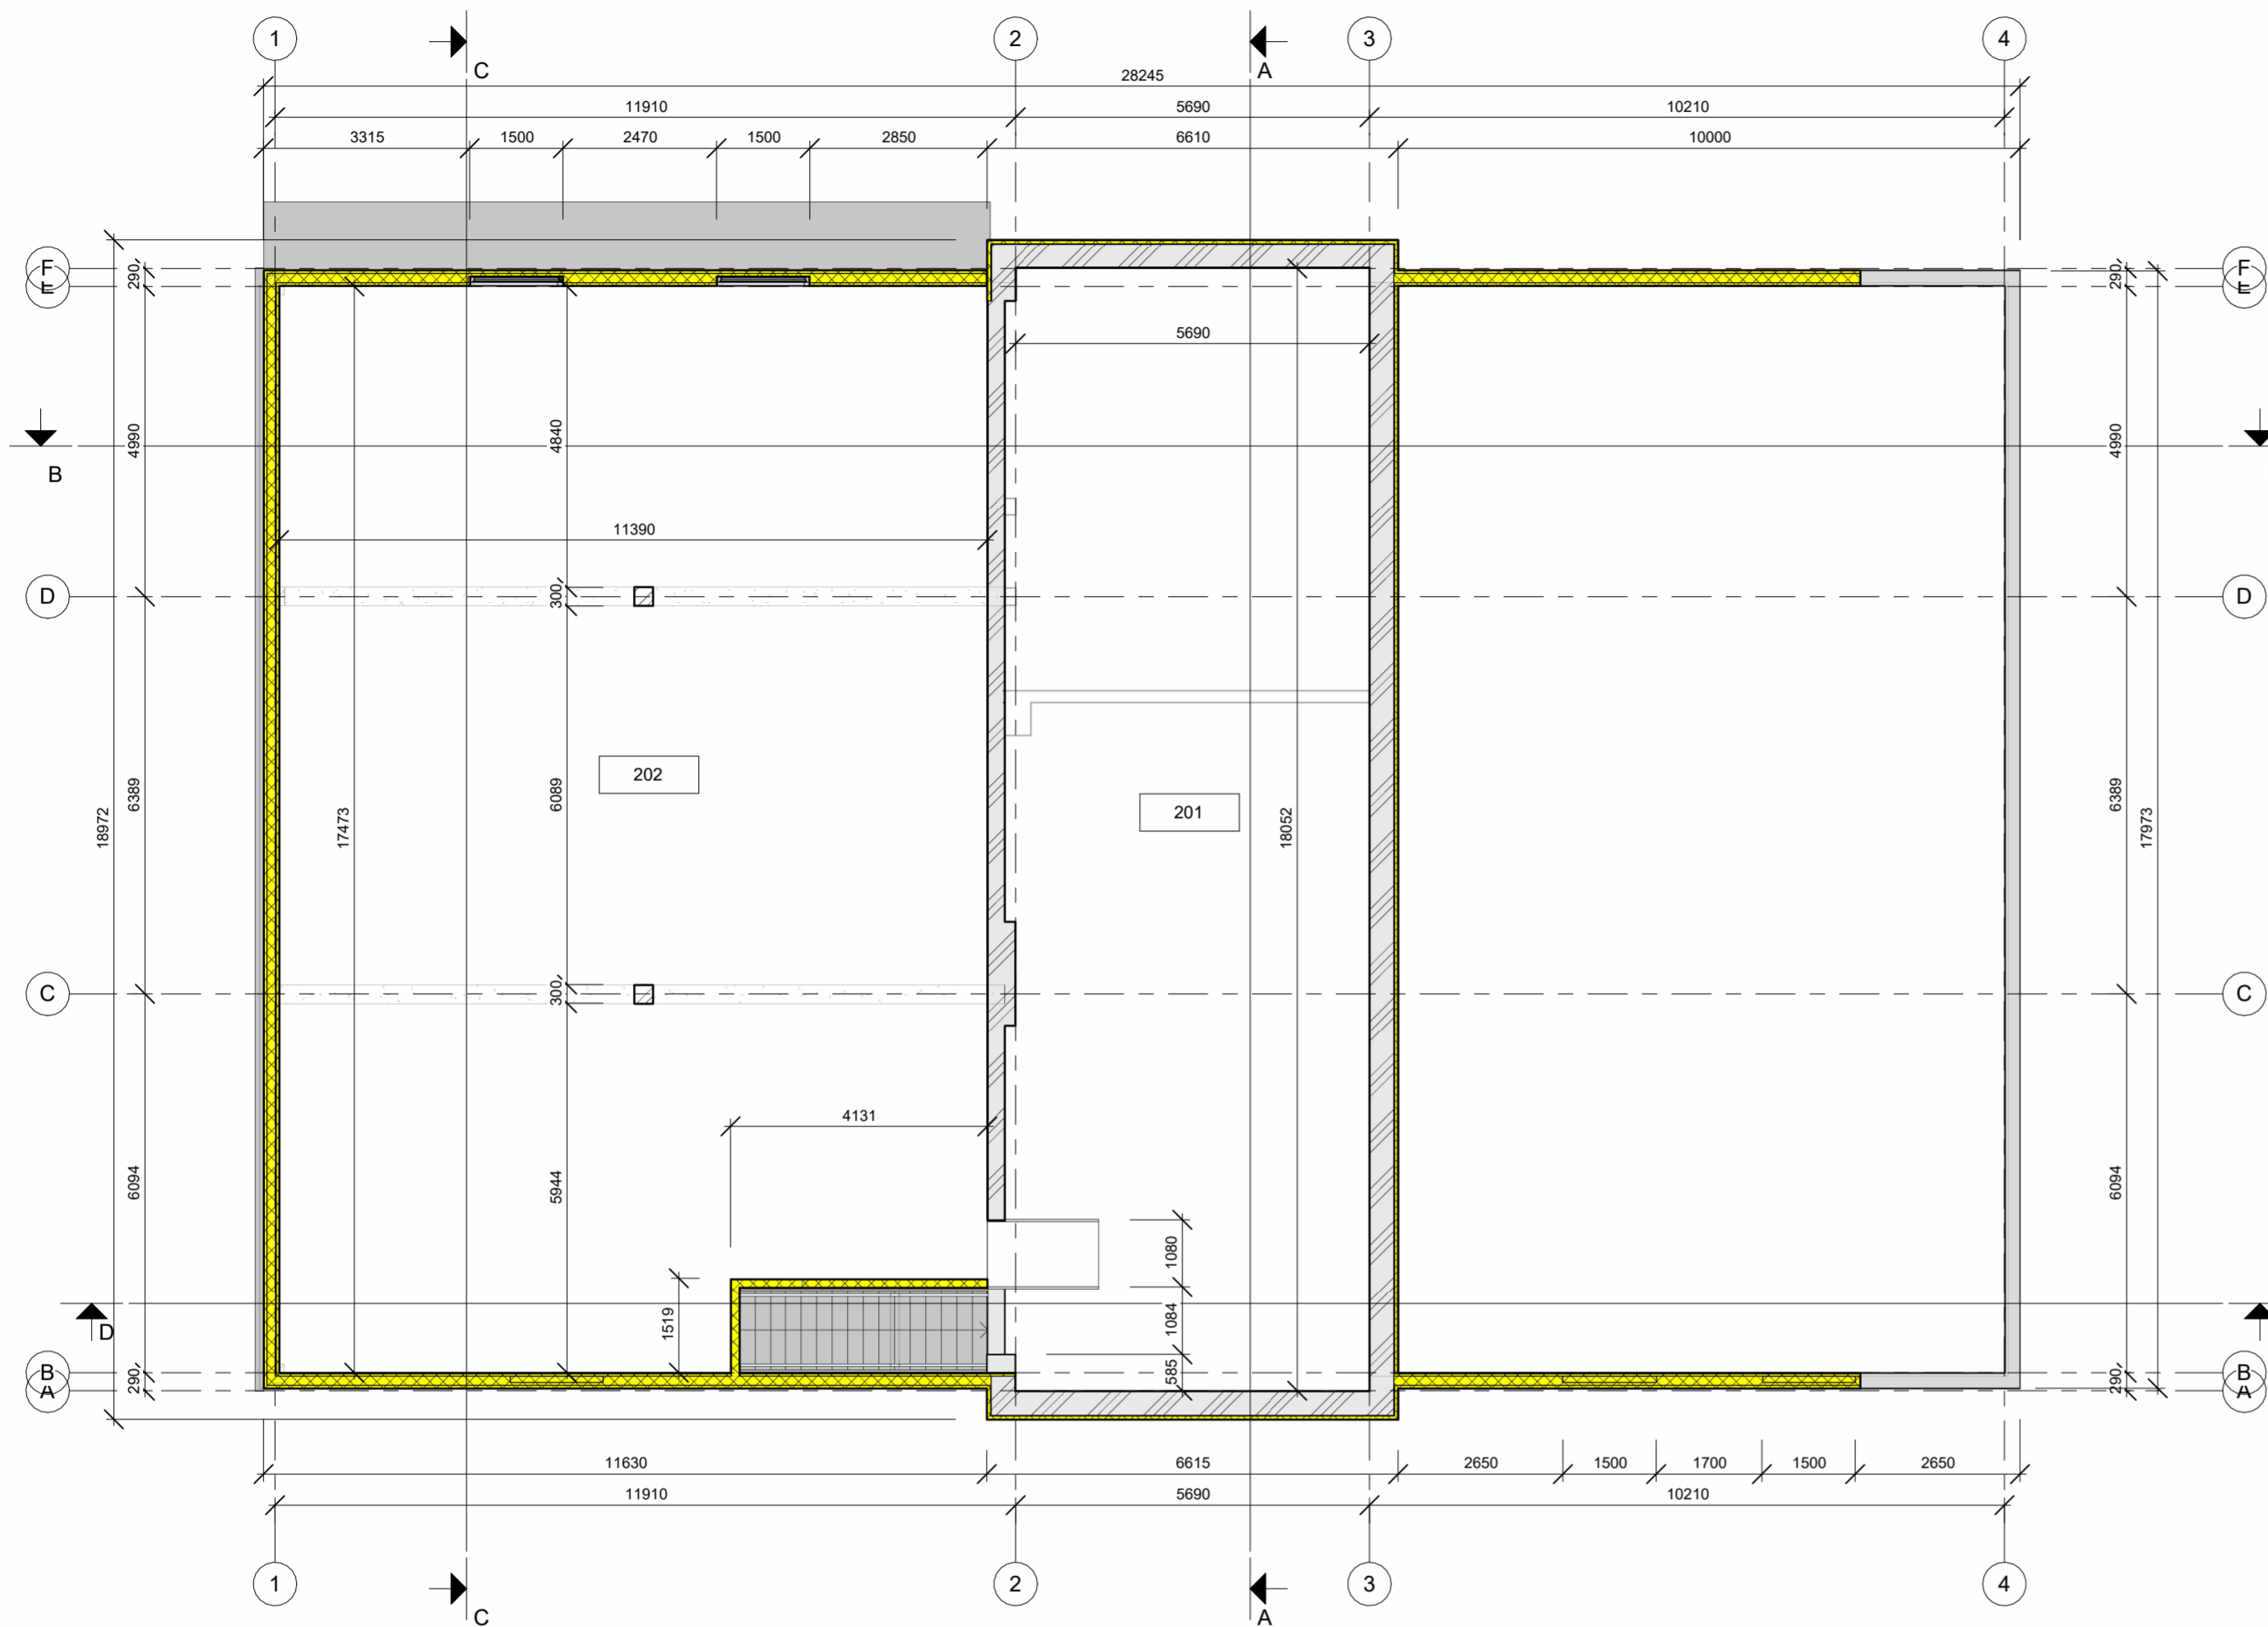 1 2 3 4
C A
28245
11910 5690 10210
3315 1500 2470 1500 2850 6610 10000
F F
E E
290 290
5690
4990 4840 4990
B
11390
D 300 D
202
6389 6089 6389
201
18972 17473 18052 17973
C 300 C
4131
6094 5944 6094
1080
1519 1084
D
585
B B
A A
290 290
11630 6615 2650 1500 1700 1500 2650
11910 5690 10210
1 2 3 4
C A